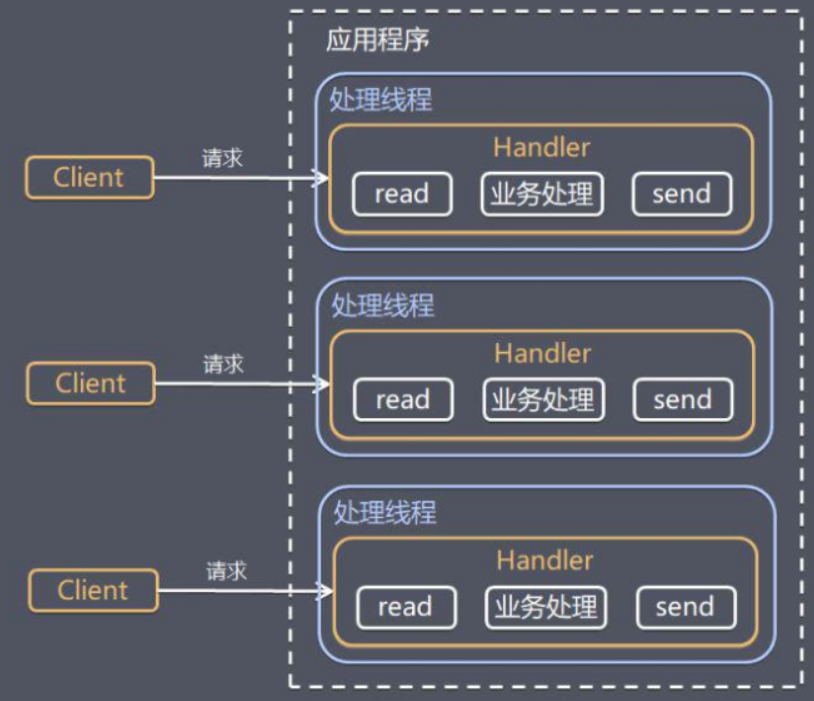 应用程序
处理线程
Handler
Client
请求
read
业务处理
send
处理线程
Handler
Client
请求
read
业务处理
send
处理线程
Handler
Client
请求
read
业务处理
send